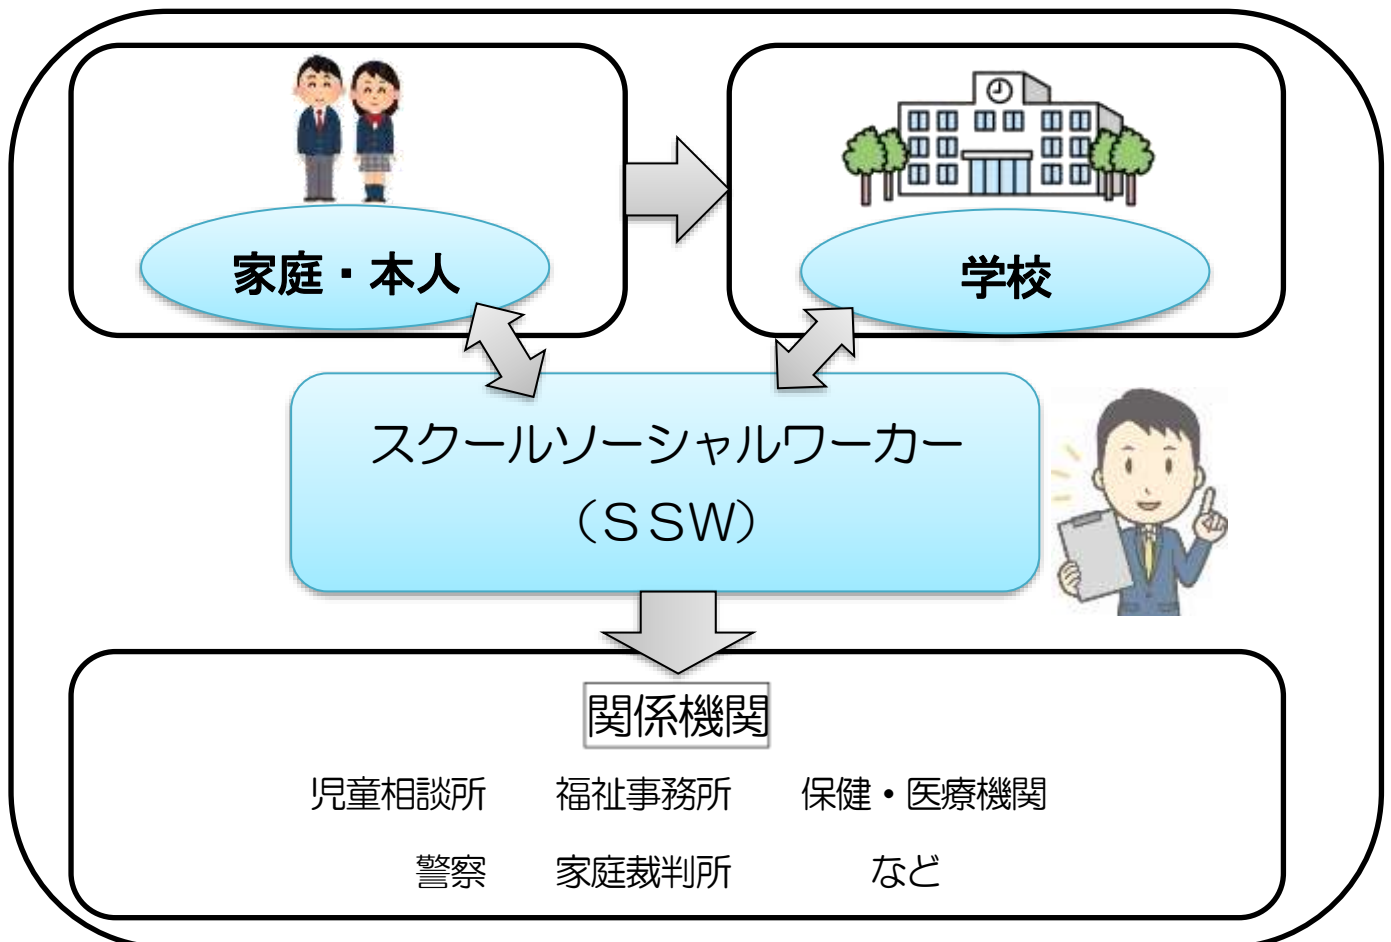 家庭・本人
学校
スクールソーシャルワーカー
（ＳＳＷ）
関係機関
児童相談所　福祉事務所　保健・医療機関
警察　家庭裁判所　など